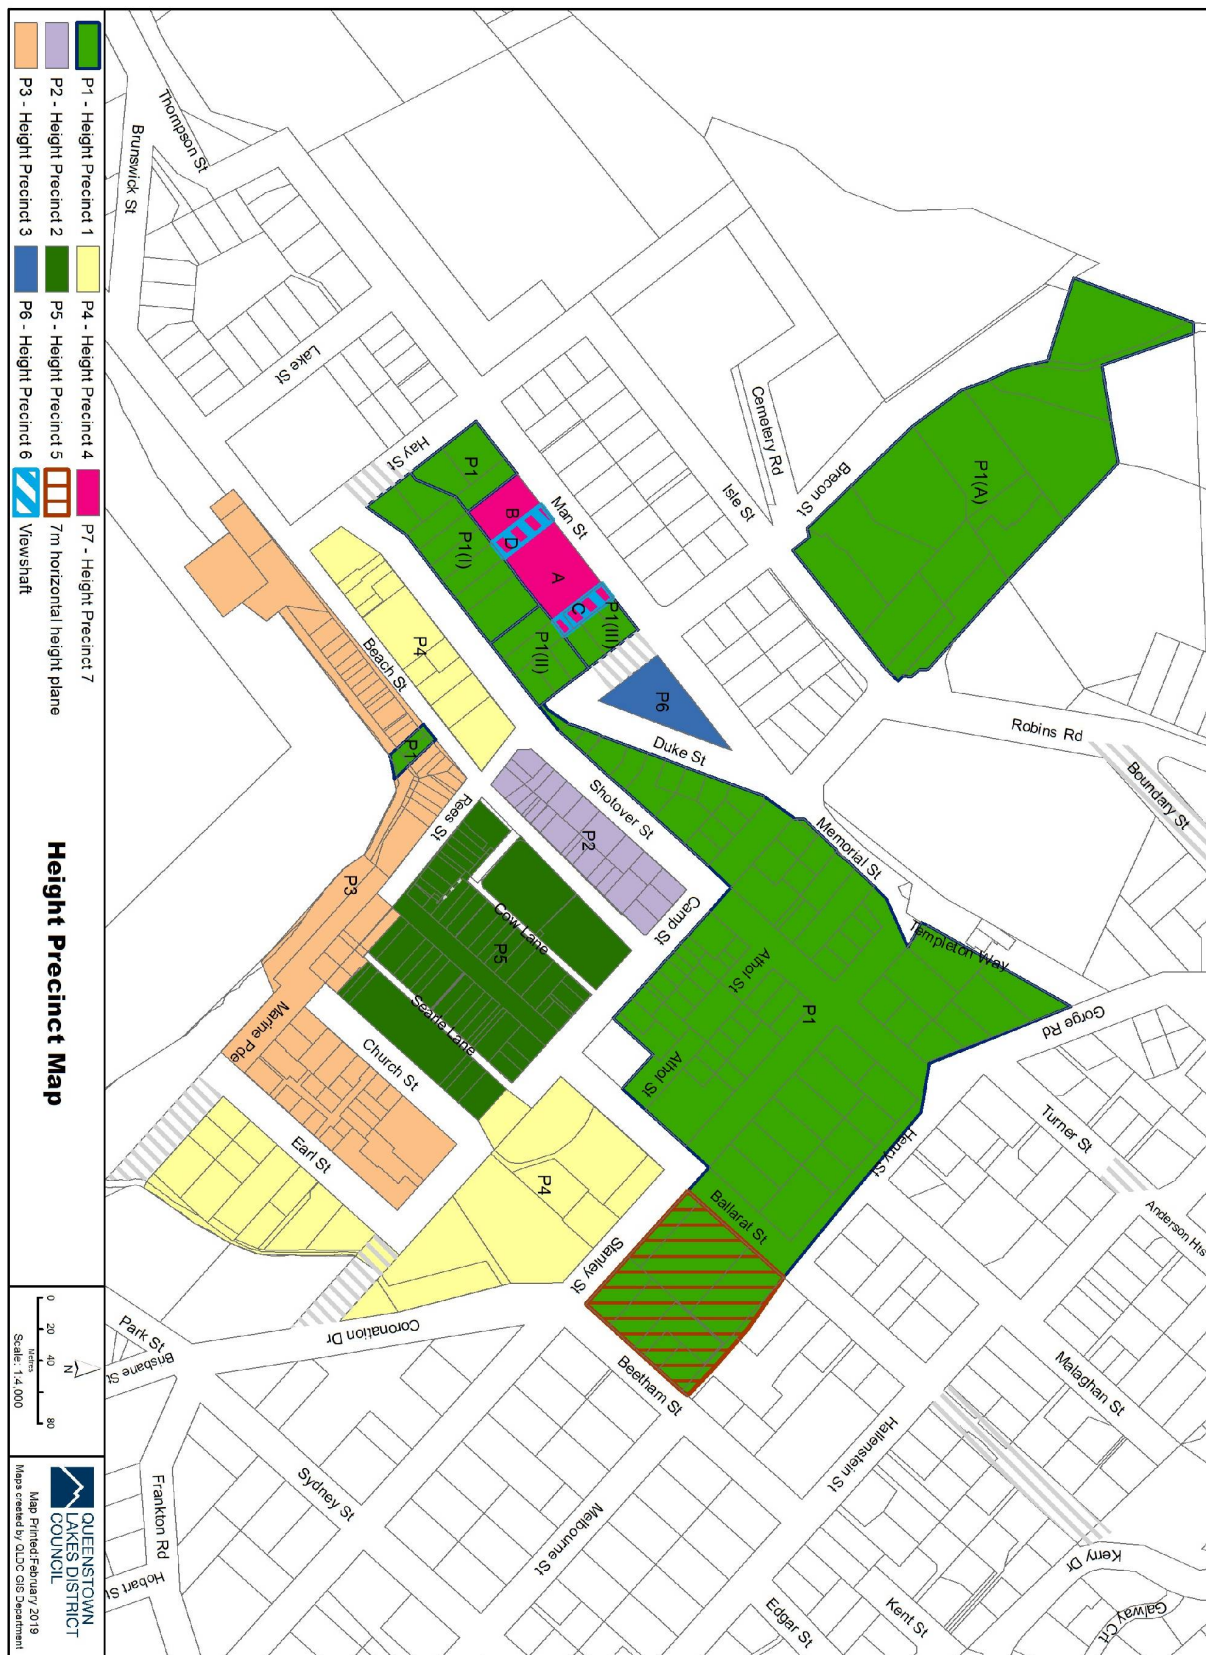 Height Precinct Map
P1 - Height Precinct 1
P2 - Height Precinct 2
P3 - Height Precinct 3
P4 - Height Precinct 4
P5 - Height Precinct 5
P6 - Height Precinct 6
P7 - Height Precinct 7
7m horizontal height plane
Viewshaft
Thompson St
Brunswick St
Lake St
Hay St
Man St
Isle St
Cemetery Rd
Brecon St
P1(A)
P1
B
D
A
C
P1(I)
P1(II)
P1(III)
P6
P4
Beach St
P1
Duke St
Robins Rd
Boundary St
Shotover St
P2
Rees St
Memorial St
Camp St
Templeton Way
Cow Lane
P5
Athol St
P1
Athol St
P3
Searle Lane
Gorge Rd
Marine Pde
Church St
Earl St
P4
Henry St
Turner St
Anderson Hts
Ballarat St
Stanley St
Coronation Dr
Beetham St
Malaghan St
Hallenstein St
Park St
Brisbane St
Sydney St
Melbourne St
Frankton Rd
Hobart St
Edgar St
Kent St
Kerry Dr
Galway Crt
0 20 40 80
Metres
Scale: 1:4,000
N
QUEENSTOWN
LAKES DISTRICT
COUNCIL
Map Printed:February 2019
Maps created by QLDC GIS Department